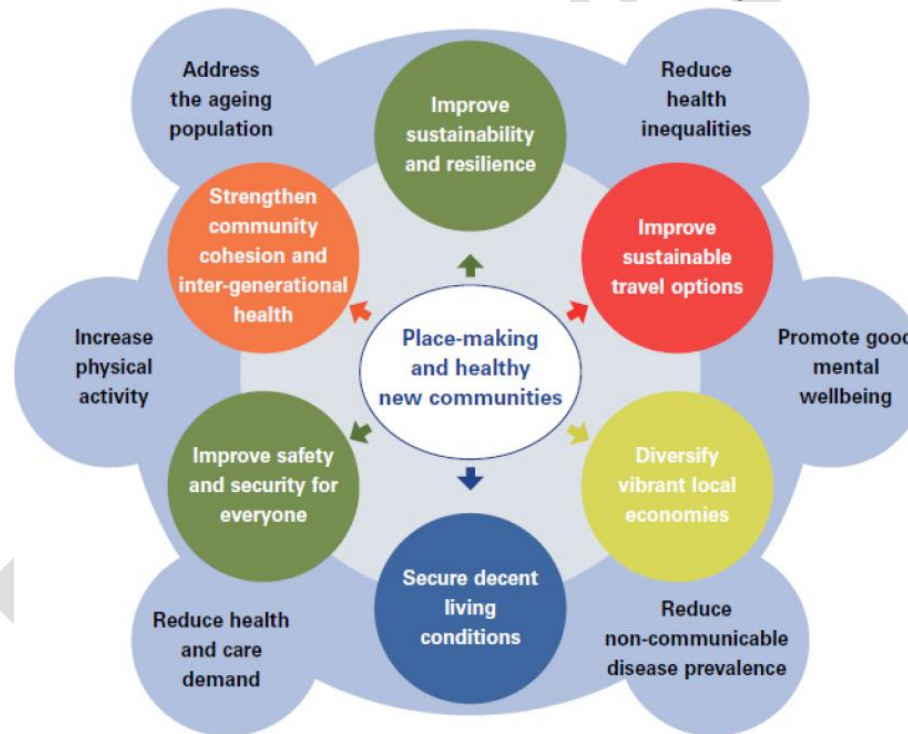 Address
the ageing
population
Reduce
health
inequalities
Improve
sustainability
and resilience
Strengthen
community
cohesion and
inter-generational
health
Improve
sustainable
travel options
Place-making
and healthy
new communities
Increase
physical
activity
Promote good
mental
wellbeing
Improve safety
and security for
everyone
Diversify
vibrant local
economies
Secure decent
living
conditions
Reduce health
and care
demand
Reduce
non-communicable
disease prevalence